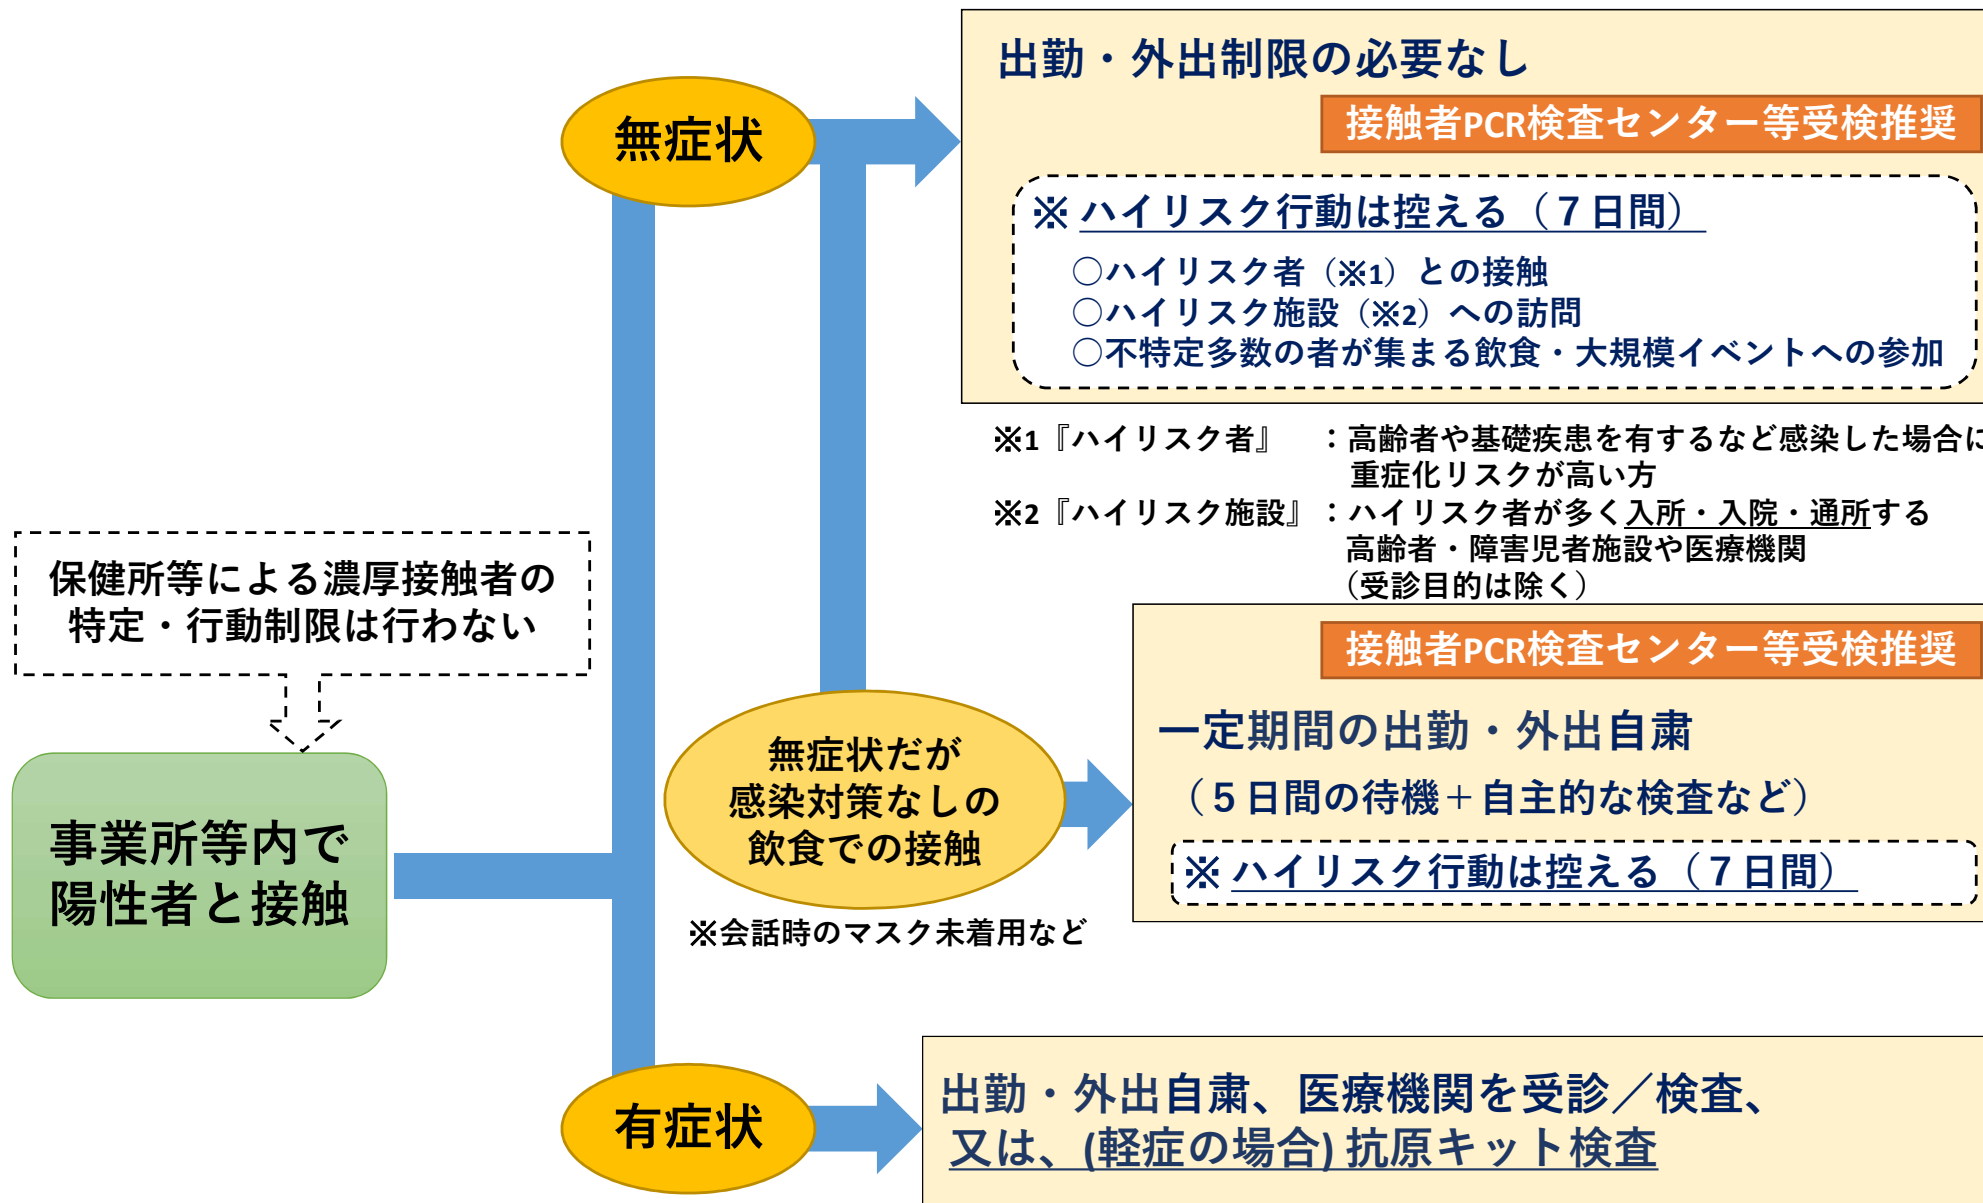 出勤・外出制限の必要なし
接触者PCR検査センター等受検推奨
※ ハイリスク行動は控える（７日間）
○ハイリスク者（※1）との接触
○ハイリスク施設（※2）への訪問
○不特定多数の者が集まる飲食・大規模イベントへの参加
※1『ハイリスク者』　：高齢者や基礎疾患を有するなど感染した場合に
重症化リスクが高い方
※2『ハイリスク施設』：ハイリスク者が多く入所・入院・通所する
高齢者・障害児者施設や医療機関
（受診目的は除く）
無症状
保健所等による濃厚接触者の
特定・行動制限は行わない
事業所等内で
陽性者と接触
無症状だが
感染対策なしの
飲食での接触
※会話時のマスク未着用など
接触者PCR検査センター等受検推奨
一定期間の出勤・外出自粛
（５日間の待機＋自主的な検査など）
※ ハイリスク行動は控える（７日間）
有症状
出勤・外出自粛、医療機関を受診／検査、
又は、(軽症の場合) 抗原キット検査